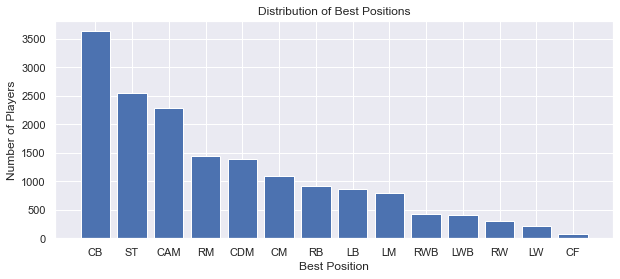 Distribution of Best Positions
Number of Players
3500
3000
2500
2000
1500
1000
500
0
CB ST CAM RM CDM CM RB LB LM RWB LWB RW LW CF
Best Position